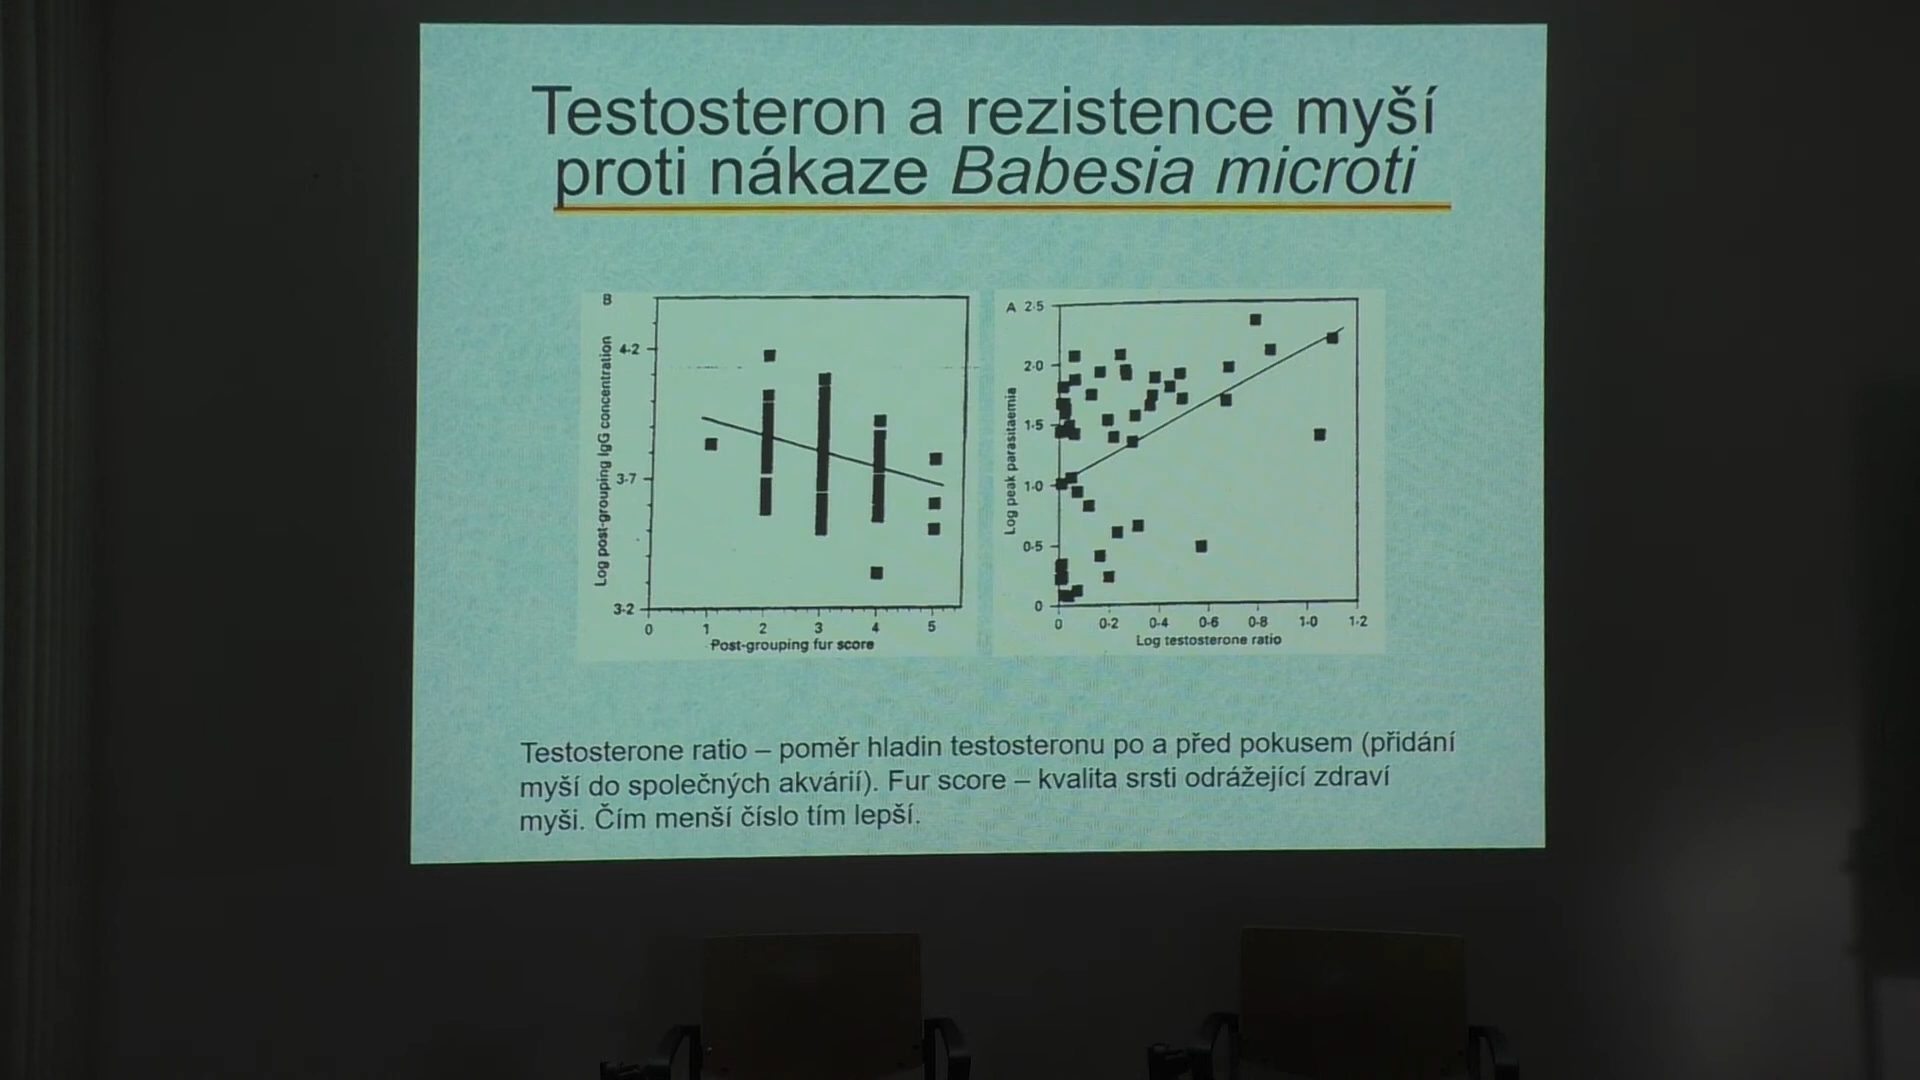 Testosteron a rezistence myší
proti nákaze Babesia microti
B
4·2
3·7
3·2
Log post-grouping IgG concentration
0 1 2 3 4 5
Post-grouping fur score
A
2·5
2·0
1·5
1·0
0·5
0
Log peak parasitaemia
0 0·2 0·4 0·6 0·8 1·0 1·2
Log testosterone ratio
Testosterone ratio – poměr hladin testosteronu po a před pokusem (přidání
myší do společných akvárií). Fur score – kvalita srsti odrážející zdraví
myši. Čím menší číslo tím lepší.